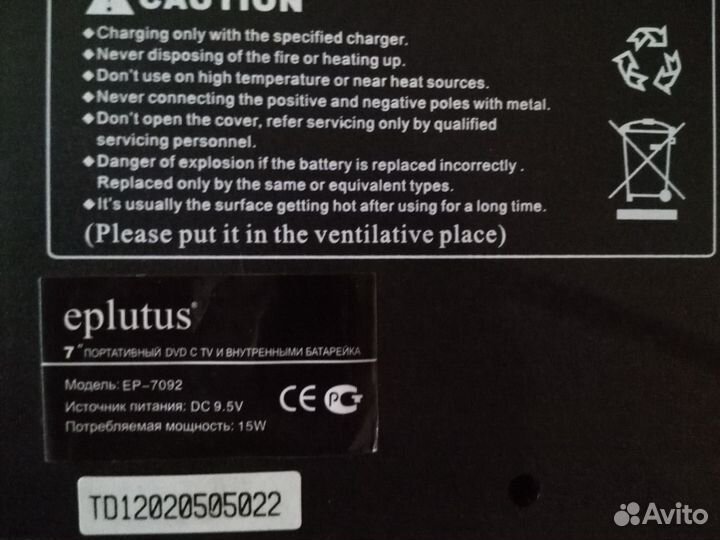 CAUTION
◆Charging only with the specified charger.
◆Never disposing of the fire or heating up.
◆Don't use on high temperature or near heat sources.
◆Never connecting the positive and negative poles with metal.
◆Don't open the cover, refer servicing only by qualified
servicing personnel.
◆Danger of explosion if the battery is replaced incorrectly .
Replaced only by the same or equivalent types.
◆It's usually the surface getting hot after using for a long time.
(Please put it in the ventilative place)
eplutus®
7" ПОРТАТИВНЫЙ DVD С TV И ВНУТРЕННЫМИ БАТАРЕЙКА
Модель: EP-7092
Источник питания: DC 9.5V
Потребляемая мощность: 15W
CE РСТ
TD12020505022
Avito